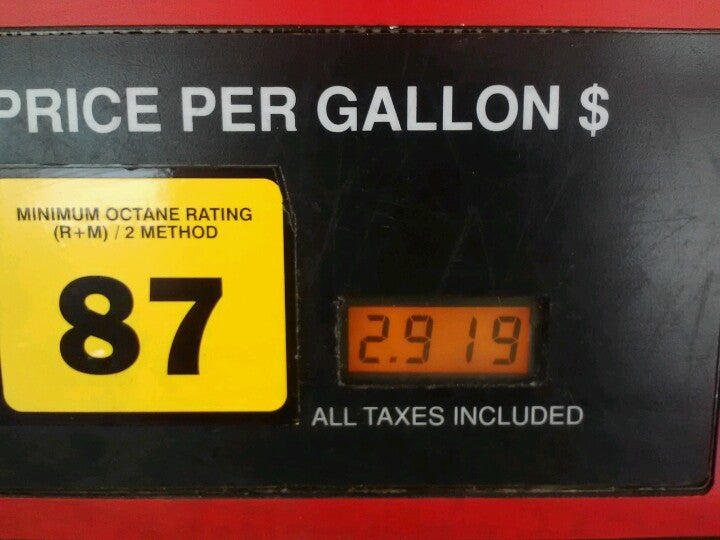 PRICE PER GALLON $
MINIMUM OCTANE RATING
(R+M) / 2 METHOD
87
2.919
ALL TAXES INCLUDED